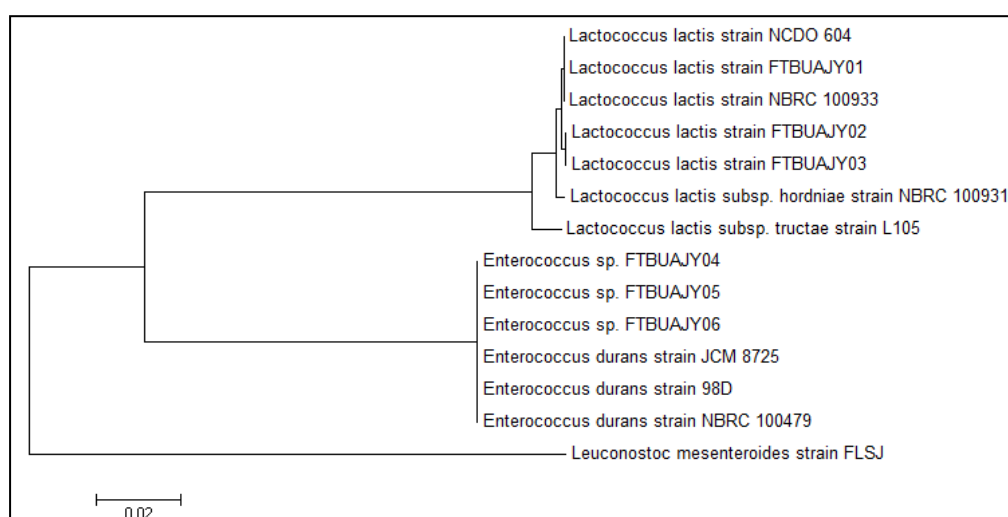 Lactococcus lactis strain NCDO 604
Lactococcus lactis strain FTBUAJY01
Lactococcus lactis strain NBRC 100933
Lactococcus lactis strain FTBUAJY02
Lactococcus lactis strain FTBUAJY03
Lactococcus lactis subsp. hordniae strain NBRC 100931
Lactococcus lactis subsp. tructae strain L105
Enterococcus sp. FTBUAJY04
Enterococcus sp. FTBUAJY05
Enterococcus sp. FTBUAJY06
Enterococcus durans strain JCM 8725
Enterococcus durans strain 98D
Enterococcus durans strain NBRC 100479
Leuconostoc mesenteroides strain FLSJ
0.02